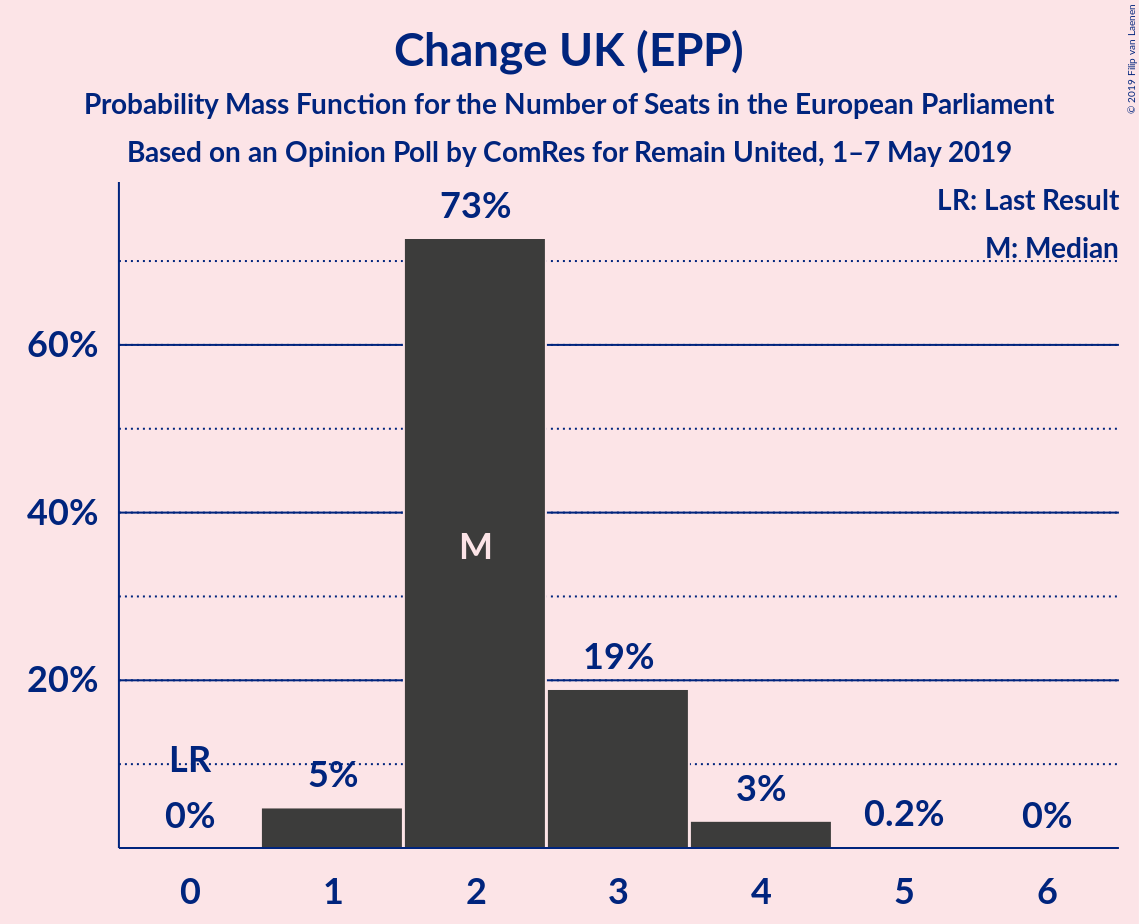 Change UK (EPP)
Probability Mass Function for the Number of Seats in the European Parliament
Based on an Opinion Poll by ComRes for Remain United, 1–7 May 2019
© 2019 Filip van Laenen
LR: Last Result
M: Median
73%
60%
40%
M
19%
20%
LR
5%
3%
0%
0.2%
0%
0 1 2 3 4 5 6